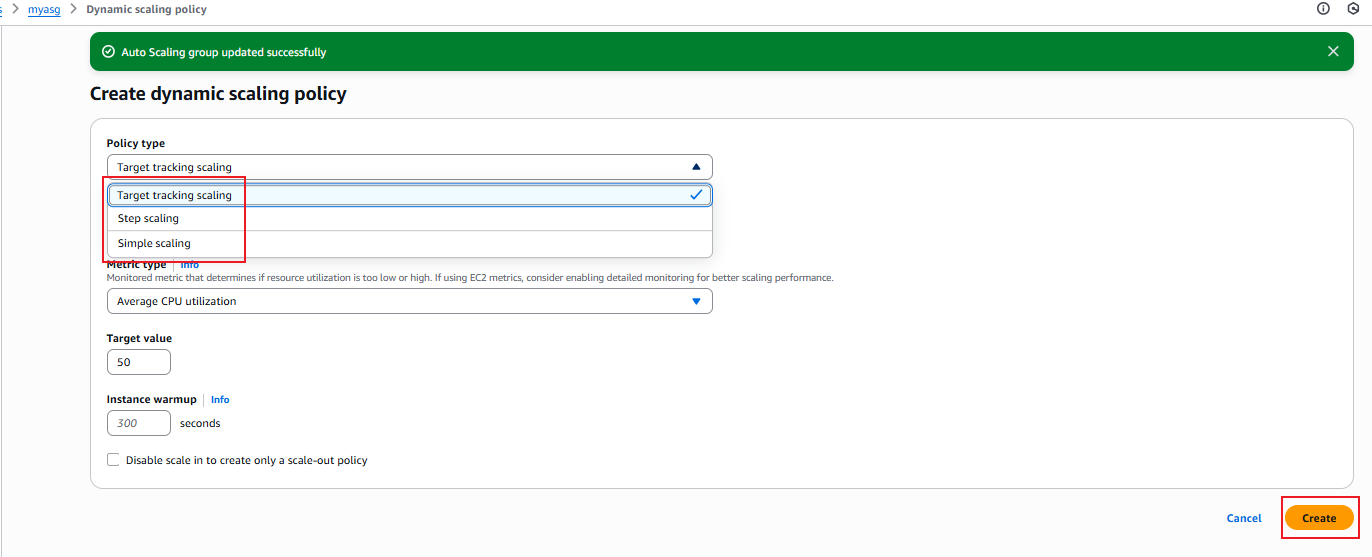 s > myasg > Dynamic scaling policy
Auto Scaling group updated successfully
Create dynamic scaling policy
Policy type
Target tracking scaling
Target tracking scaling
Step scaling
Simple scaling
Metric type | Info
Monitored metric that determines if resource utilization is too low or high. If using EC2 metrics, consider enabling detailed monitoring for better scaling performance.
Average CPU utilization
Target value
50
Instance warmup | Info
300 seconds
Disable scale in to create only a scale-out policy
Cancel Create